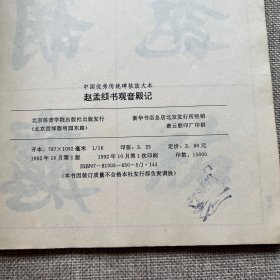 中国优秀传统碑帖放大本
赵孟頫书观音殿记
北京体育学院出版社出版发行
(北京西郊圆明园东路)
新华书店总店北京发行所经销
密云胶印厂印刷
开本:787×1092毫米 1/16 印张:3.25 定价:2.80元
1992年10月第1版 1992年10月第1次印刷 印数:15000
ISBN7-81003-650-5/J·143
(本书因装订质量不合格本社发行部负责调换)